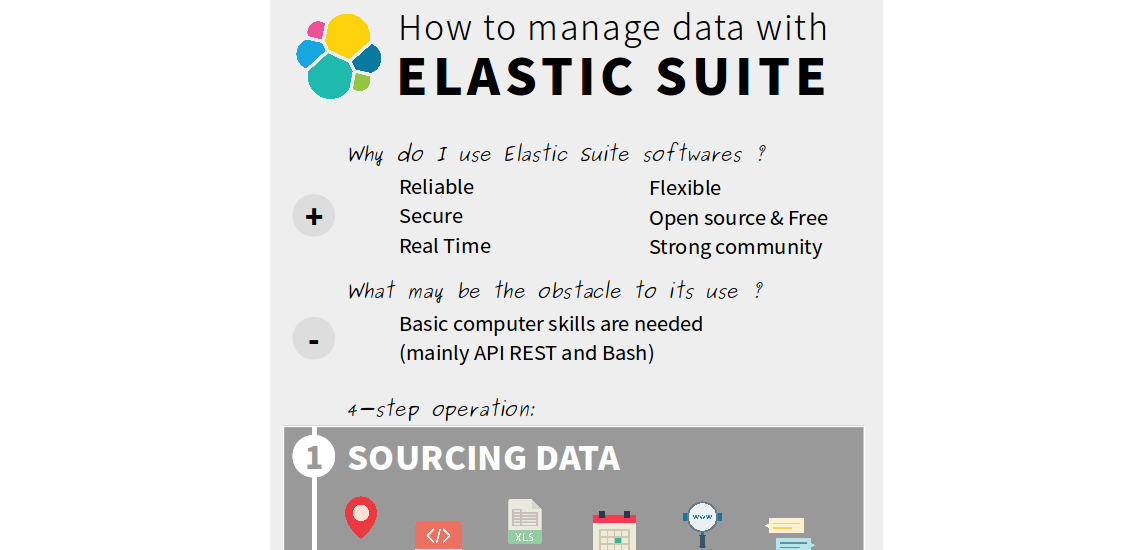 How to manage data with
ELASTIC SUITE
Why do I use Elastic Suite softwares ?
+
Reliable
Flexible
Secure
Open source & Free
Real Time
Strong community
What may be the obstacle to its use ?
-
Basic computer skills are needed
(mainly API REST and Bash)
4-step operation:
1 SOURCING DATA
</>
XLS
www